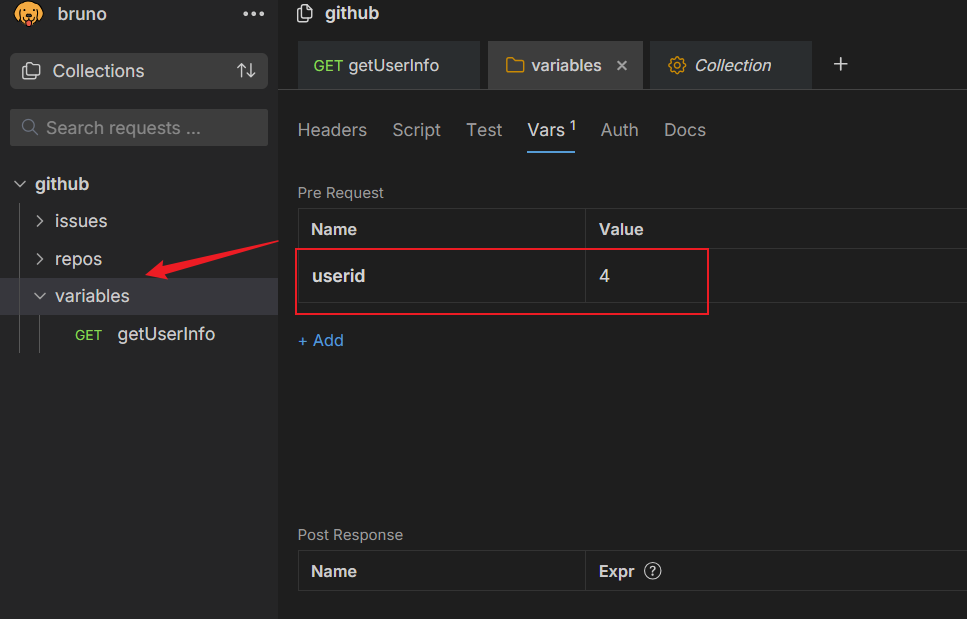 bruno
github
Collections
GET getUserInfo
variables
Collection
Search requests ...
Headers Script Test Vars 1 Auth Docs
github
issues
repos
variables
GET getUserInfo
Pre Request
Name Value
userid 4
+ Add
Post Response
Name Expr ?